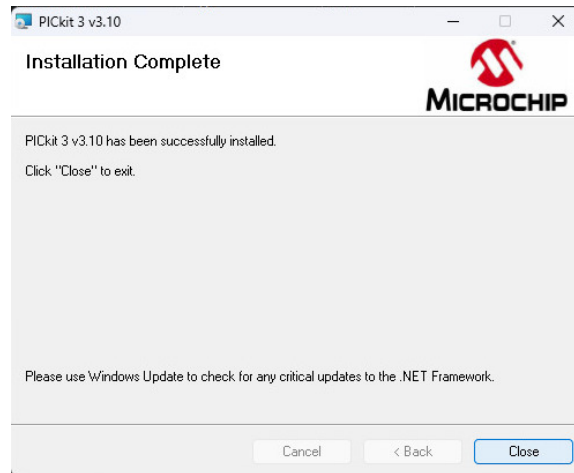 PICkit 3 v3.10
Installation Complete
MICROCHIP
PICkit 3 v3.10 has been successfully installed.
Click "Close" to exit.
Please use Windows Update to check for any critical updates to the .NET Framework.
Cancel
< Back
Close